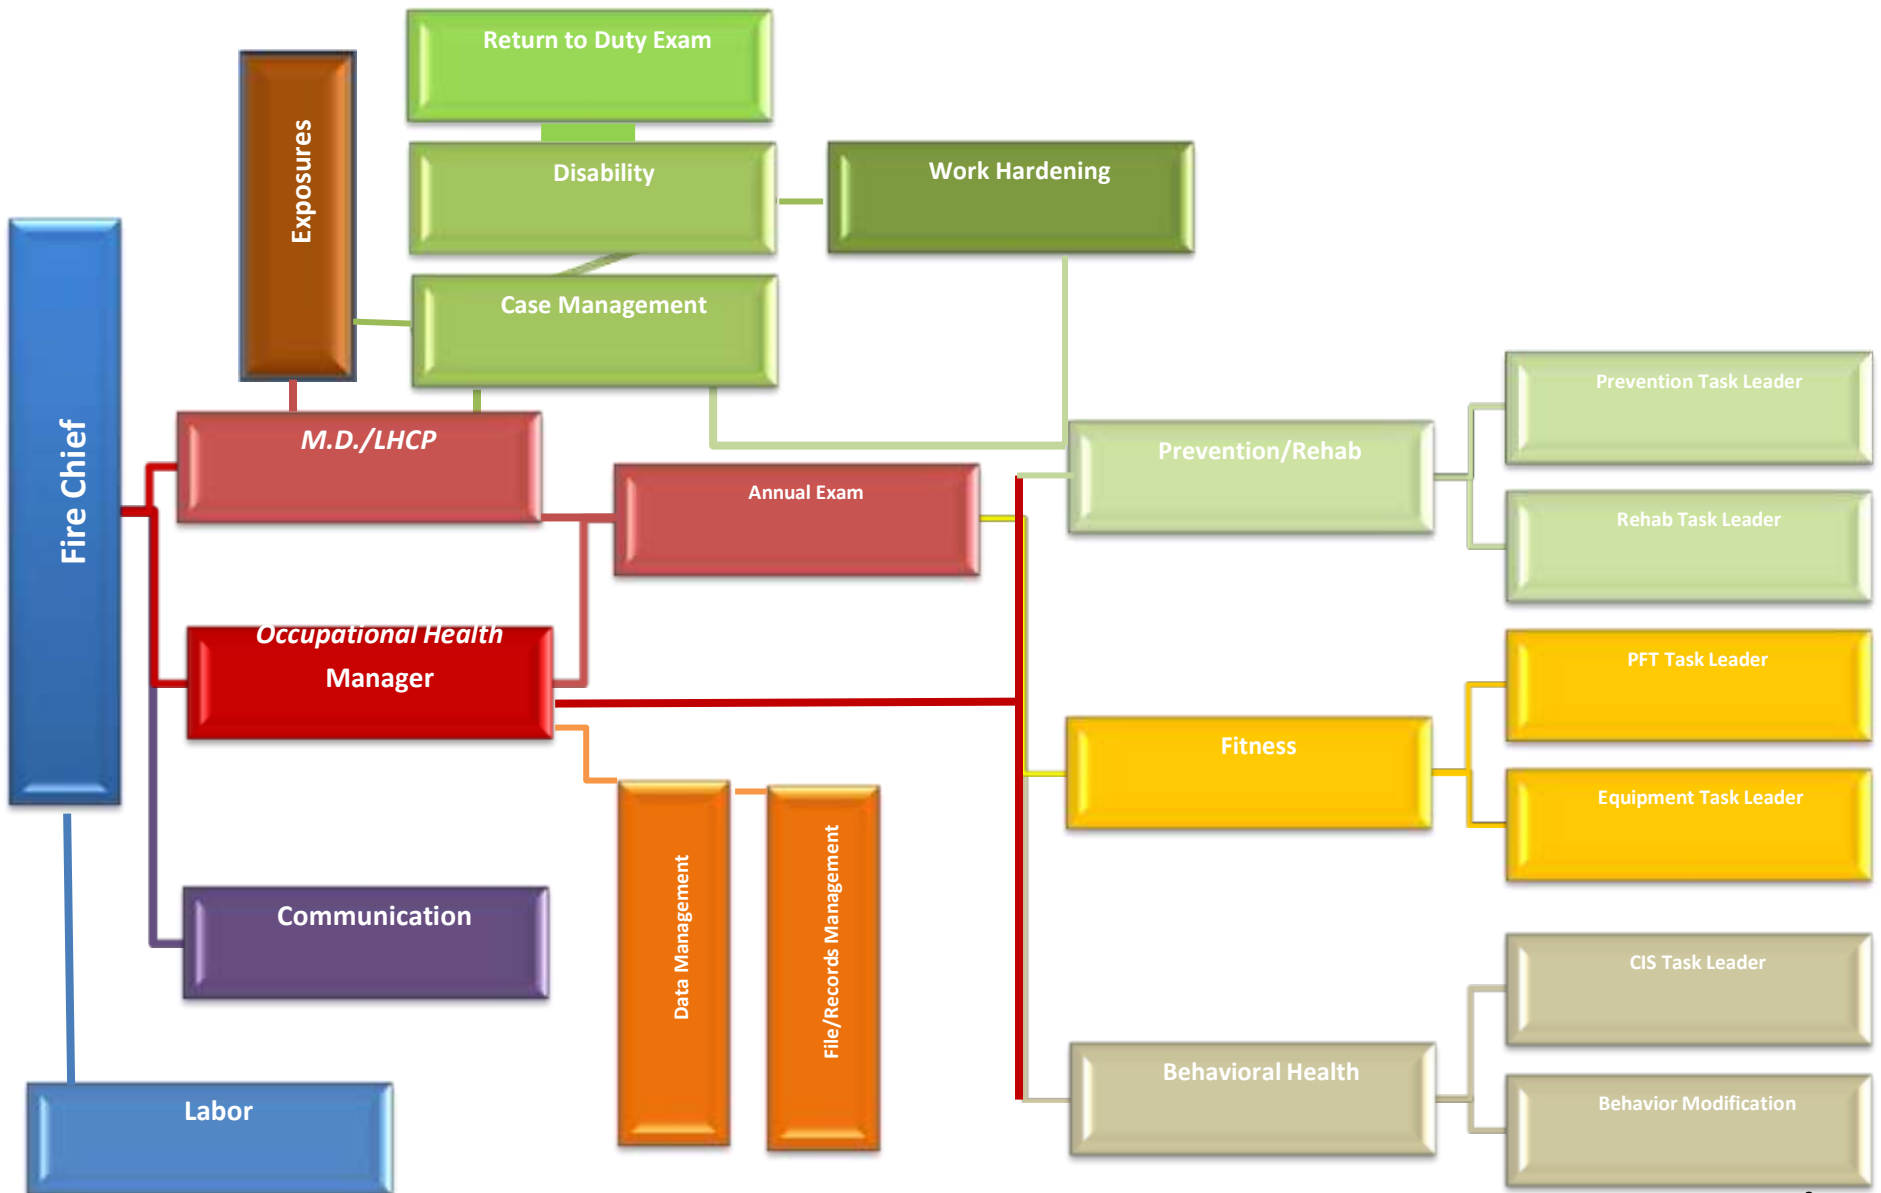 Return to Duty Exam
Exposures
Disability
Work Hardening
Case Management
Fire Chief
M.D./LHCP
Prevention/Rehab
Prevention Task Leader
Annual Exam
Rehab Task Leader
Occupational Health
Manager
PFT Task Leader
Fitness
Equipment Task Leader
Data Management
File/Records Management
Communication
CIS Task Leader
Behavioral Health
Behavior Modification
Labor